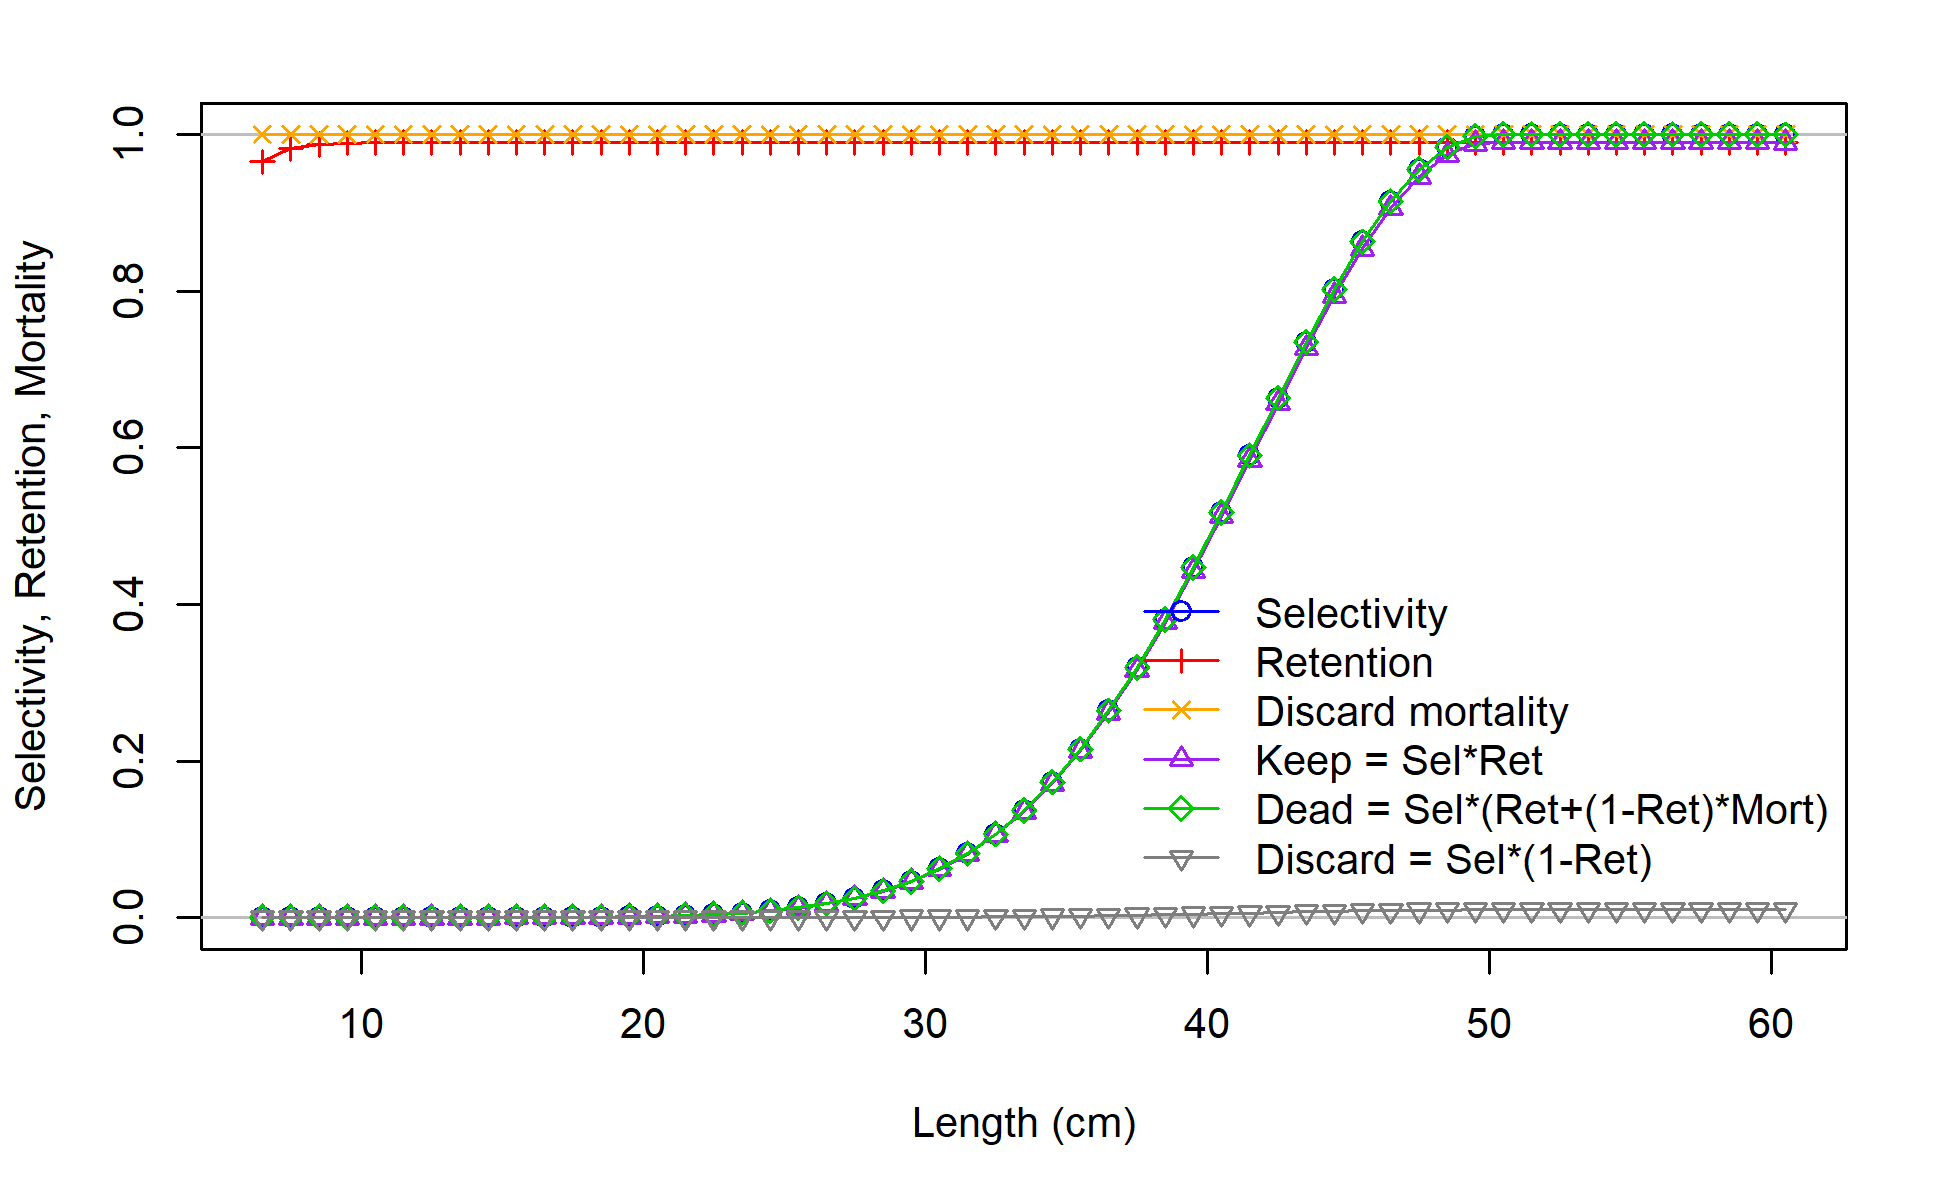 Selectivity, Retention, Mortality
1.0
0.8
0.6
0.4
0.2
0.0
Selectivity
Retention
Discard mortality
Keep = Sel*Ret
Dead = Sel*(Ret+(1-Ret)*Mort)
Discard = Sel*(1-Ret)
10 20 30 40 50 60
Length (cm)